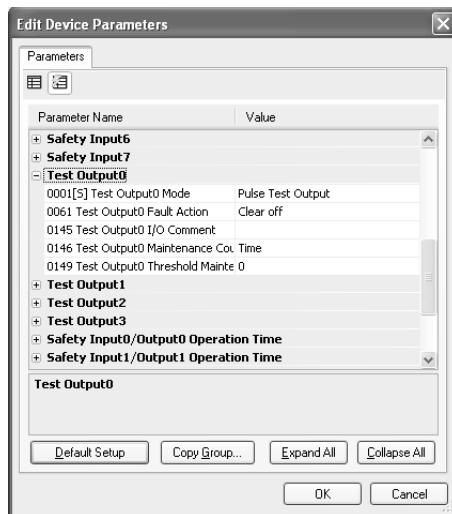 Edit Device Parameters
Parameters
Parameter Name Value
Safety Input6
Safety Input7
Test Output0
0001[S] Test Output0 Mode Pulse Test Output
0061 Test Output0 Fault Action Clear off
0145 Test Output0 I/O Comment
0146 Test Output0 Maintenance Cou Time
0149 Test Output0 Threshold Mainte 0
Test Output1
Test Output2
Test Output3
Safety Input0/Output0 Operation Time
Safety Input1/Output1 Operation Time
Test Output0
Default Setup Copy Group... Expand All Collapse All
OK Cancel